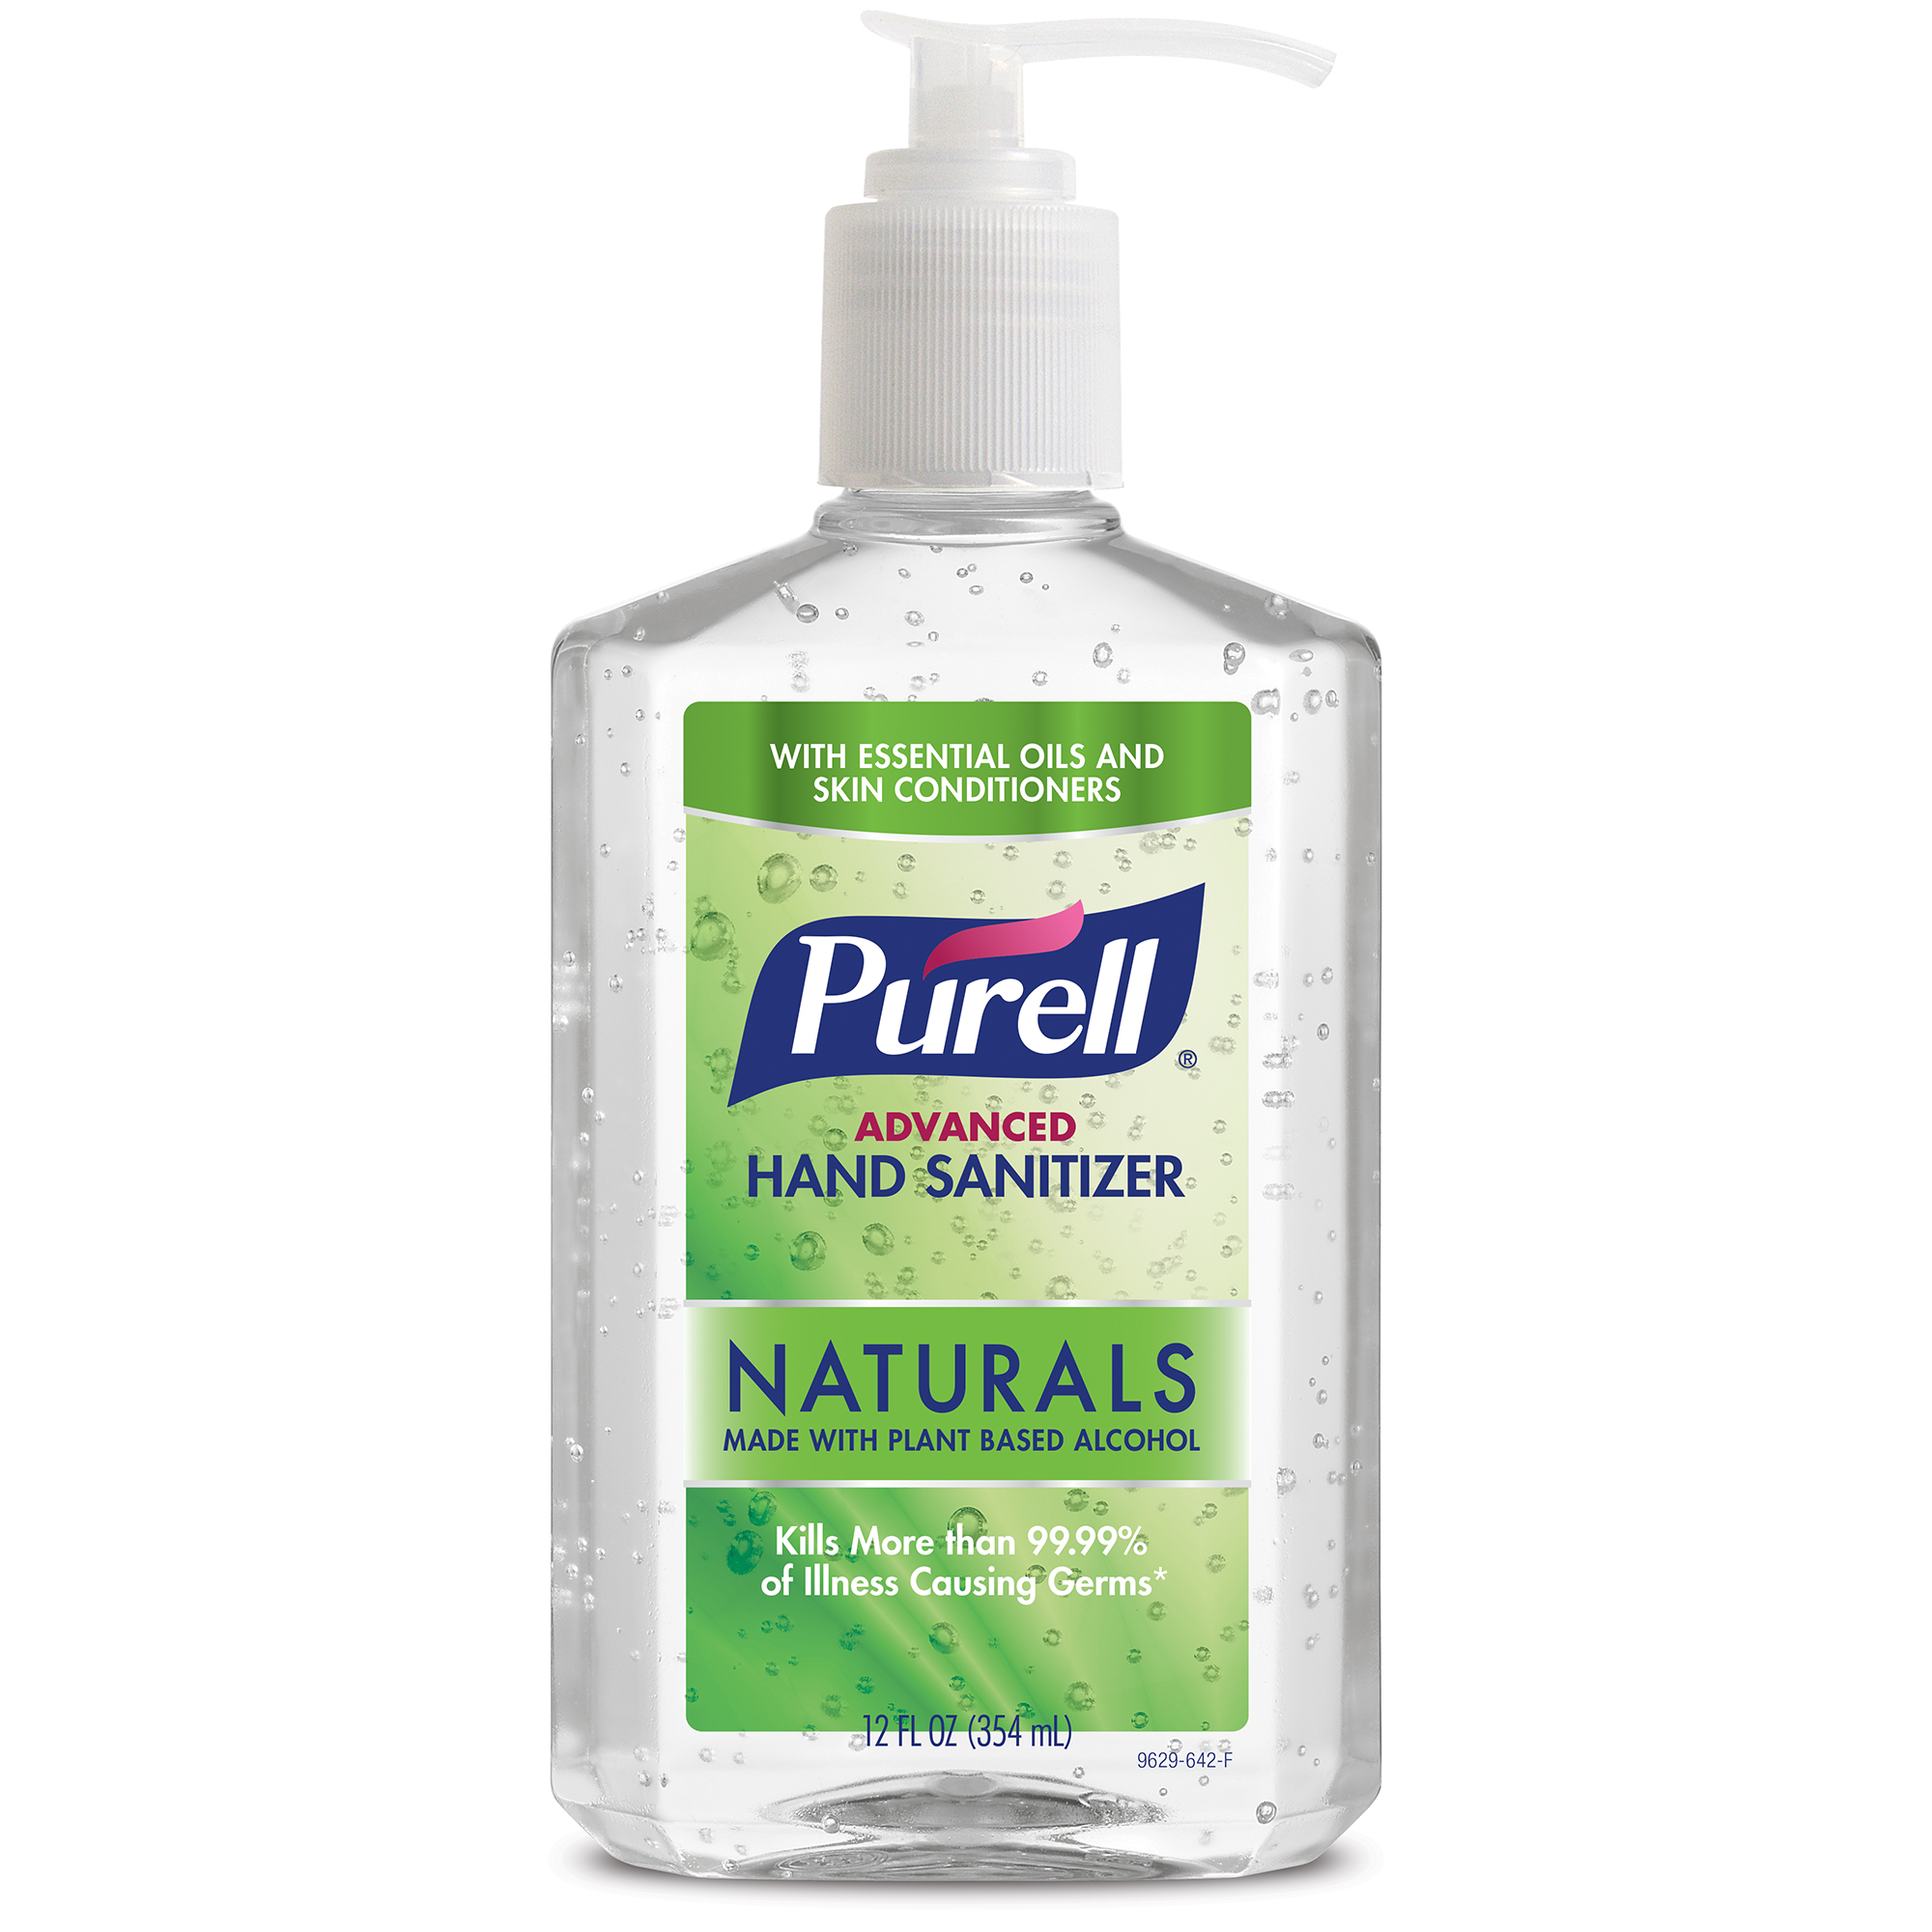 WITH ESSENTIAL OILS AND
SKIN CONDITIONERS
Purell®
ADVANCED
HAND SANITIZER
NATURALS
MADE WITH PLANT BASED ALCOHOL
Kills More than 99.99%
of Illness Causing Germs*
12 FL OZ (354 mL)
9629-642-F